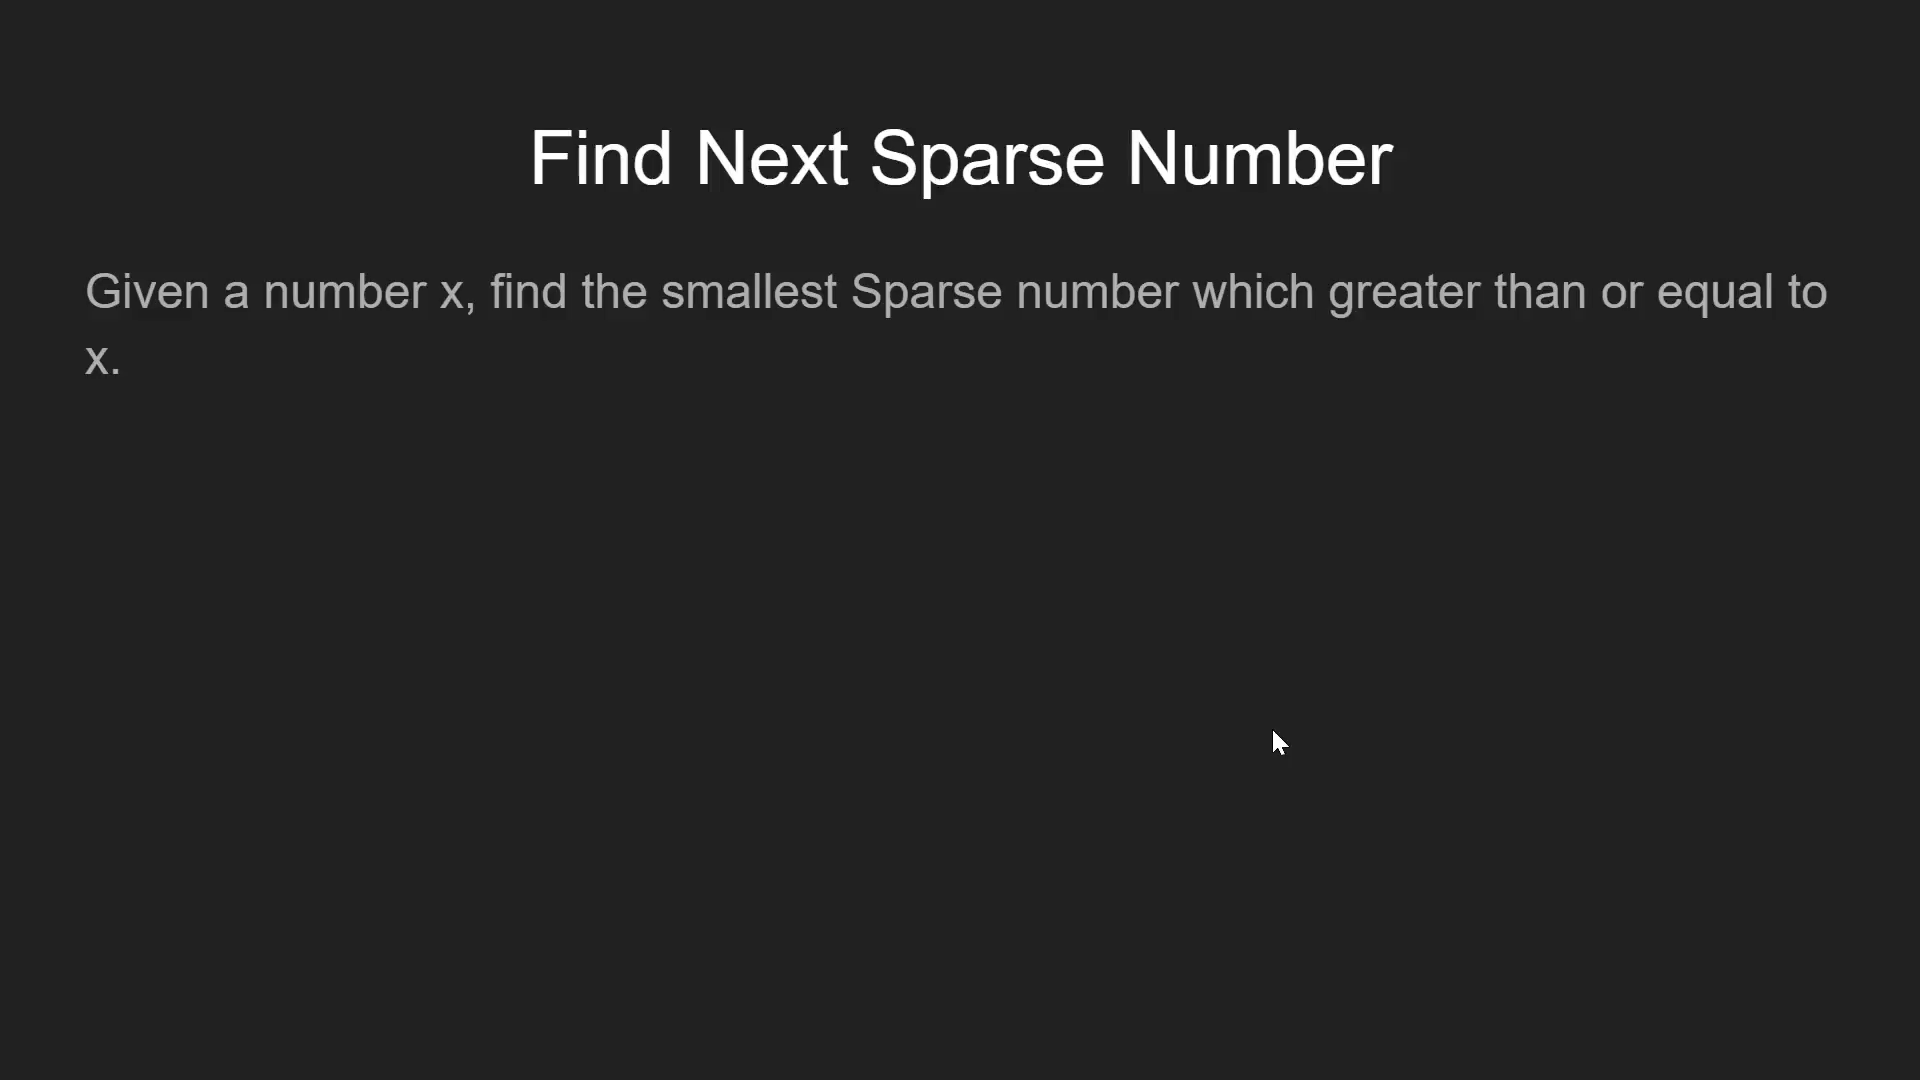 Find Next Sparse Number
Given a number x, find the smallest Sparse number which greater than or equal to
x.